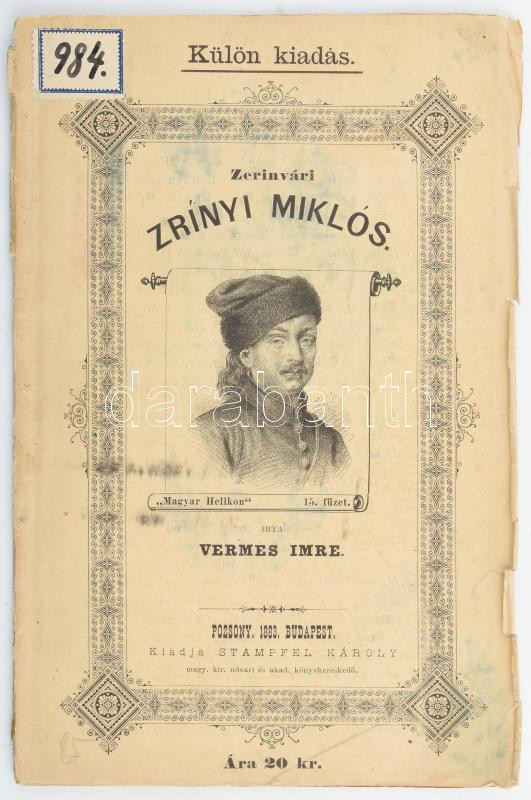 984.
Külön kiadás.
Zerinvári
ZRÍNYI MIKLÓS.
darabanth
„Magyar Helikon“ 15. füzet.
IRTA
VERMES IMRE.
POZSONY. 1883. BUDAPEST.
Kiadja STAMPFEL KÁROLY
magy. kir. udvari és akad. könyvkereskedő.
Ára 20 kr.